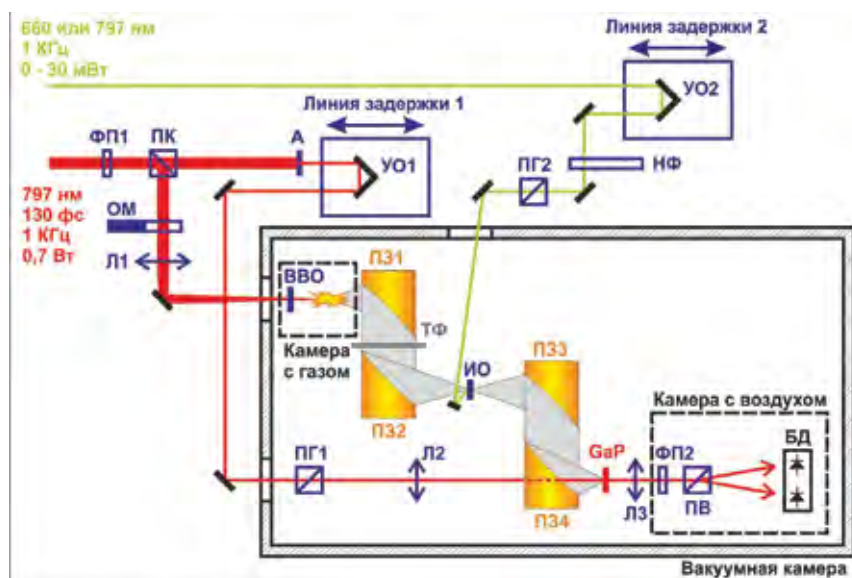 660 или 797 нм
1 КГц
0 - 30 мВт
Линия задержки 2
УО2
Линия задержки 1
ФП1
ПК
А
УО1
ПГ2
НФ
797 нм
130 фс
1 КГц
0,7 Вт
ОМ
Л1
ВВО
ПЗ1
ТФ
Камера
с газом
ИО
ПЗ3
ПЗ2
Камера с воздухом
ПГ1
Л2
GaP
ФП2
БД
ПЗ4
Л3
ПВ
Вакуумная камера